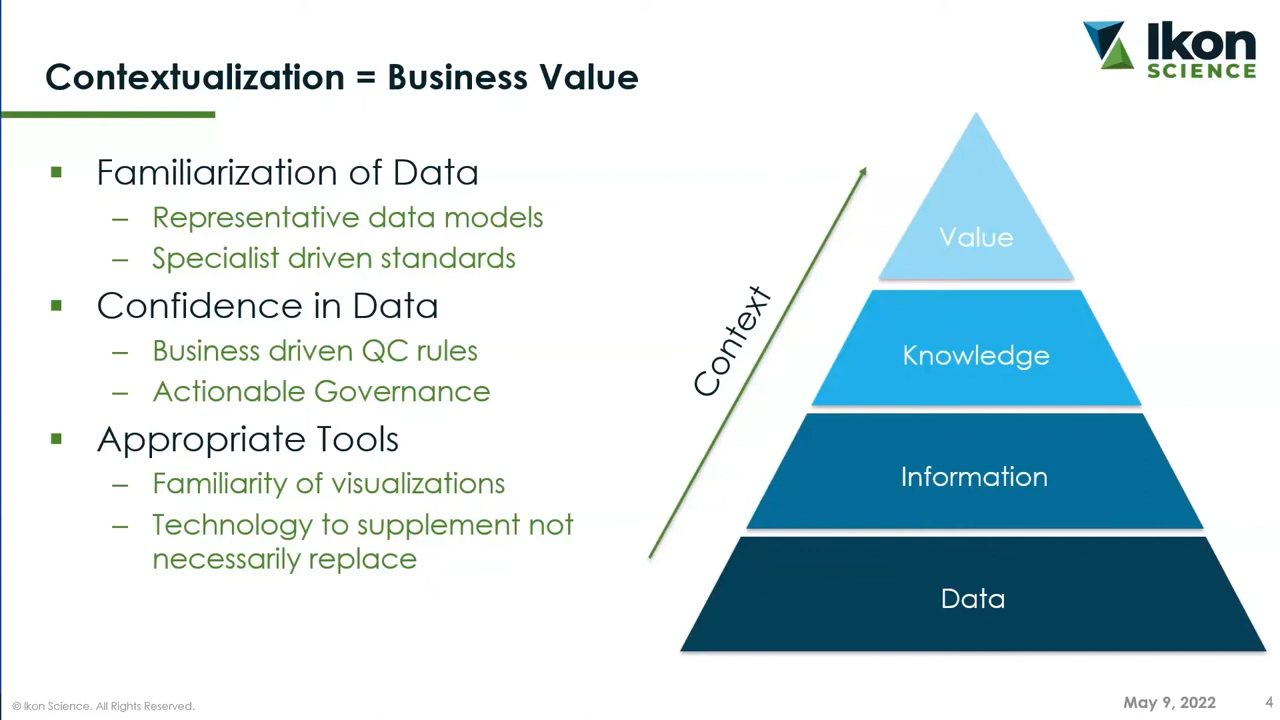 Ikon
SCIENCE
Contextualization = Business Value
▪ Familiarization of Data
– Representative data models
– Specialist driven standards
▪ Confidence in Data
– Business driven QC rules
– Actionable Governance
▪ Appropriate Tools
– Familiarity of visualizations
– Technology to supplement not
necessarily replace
Context
Value
Knowledge
Information
Data
© Ikon Science. All Rights Reserved.
May 9, 2022
4